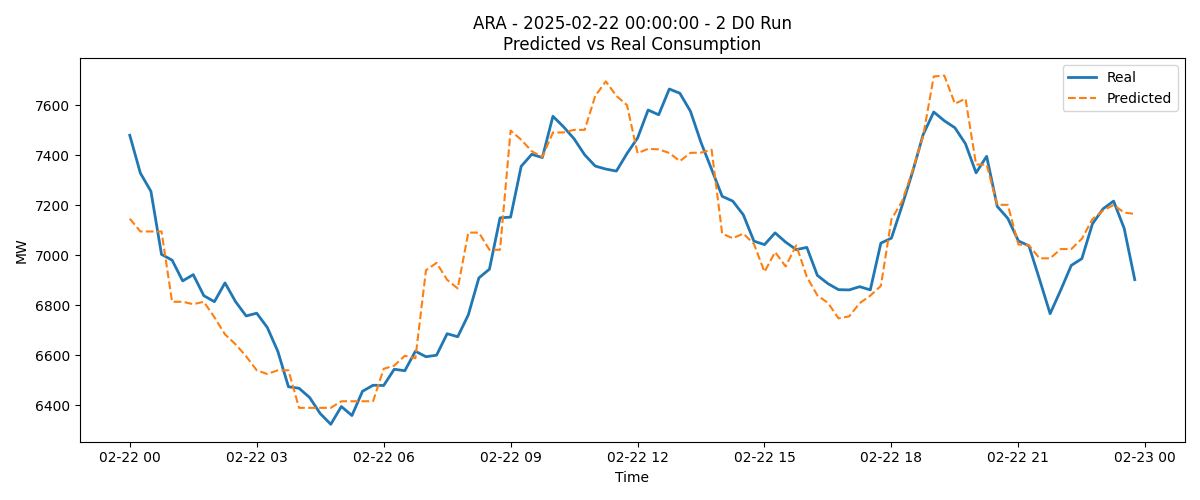 ARA - 2025-02-22 00:00:00 - 2 D0 Run
Predicted vs Real Consumption
Real
Predicted
MW
7600
7400
7200
7000
6800
6600
6400
02-22 00
02-22 03
02-22 06
02-22 09
02-22 12
02-22 15
02-22 18
02-22 21
02-23 00
Time